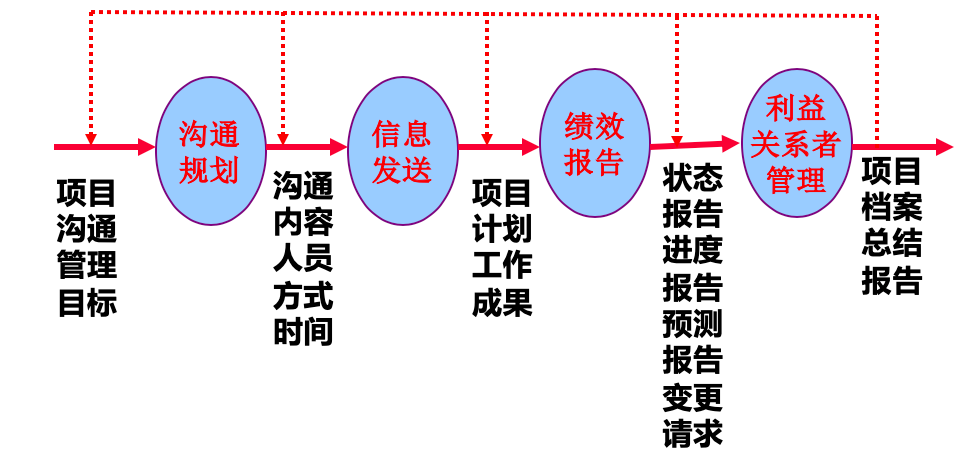 沟通
规划
信息
发送
绩效
报告
利益
关系者
管理
项目
沟通
管理
目标
沟通
内容
人员
方式
时间
项目
计划
工作
成果
状态
报告
进度
报告
预测
报告
变更
请求
项目
档案
总结
报告